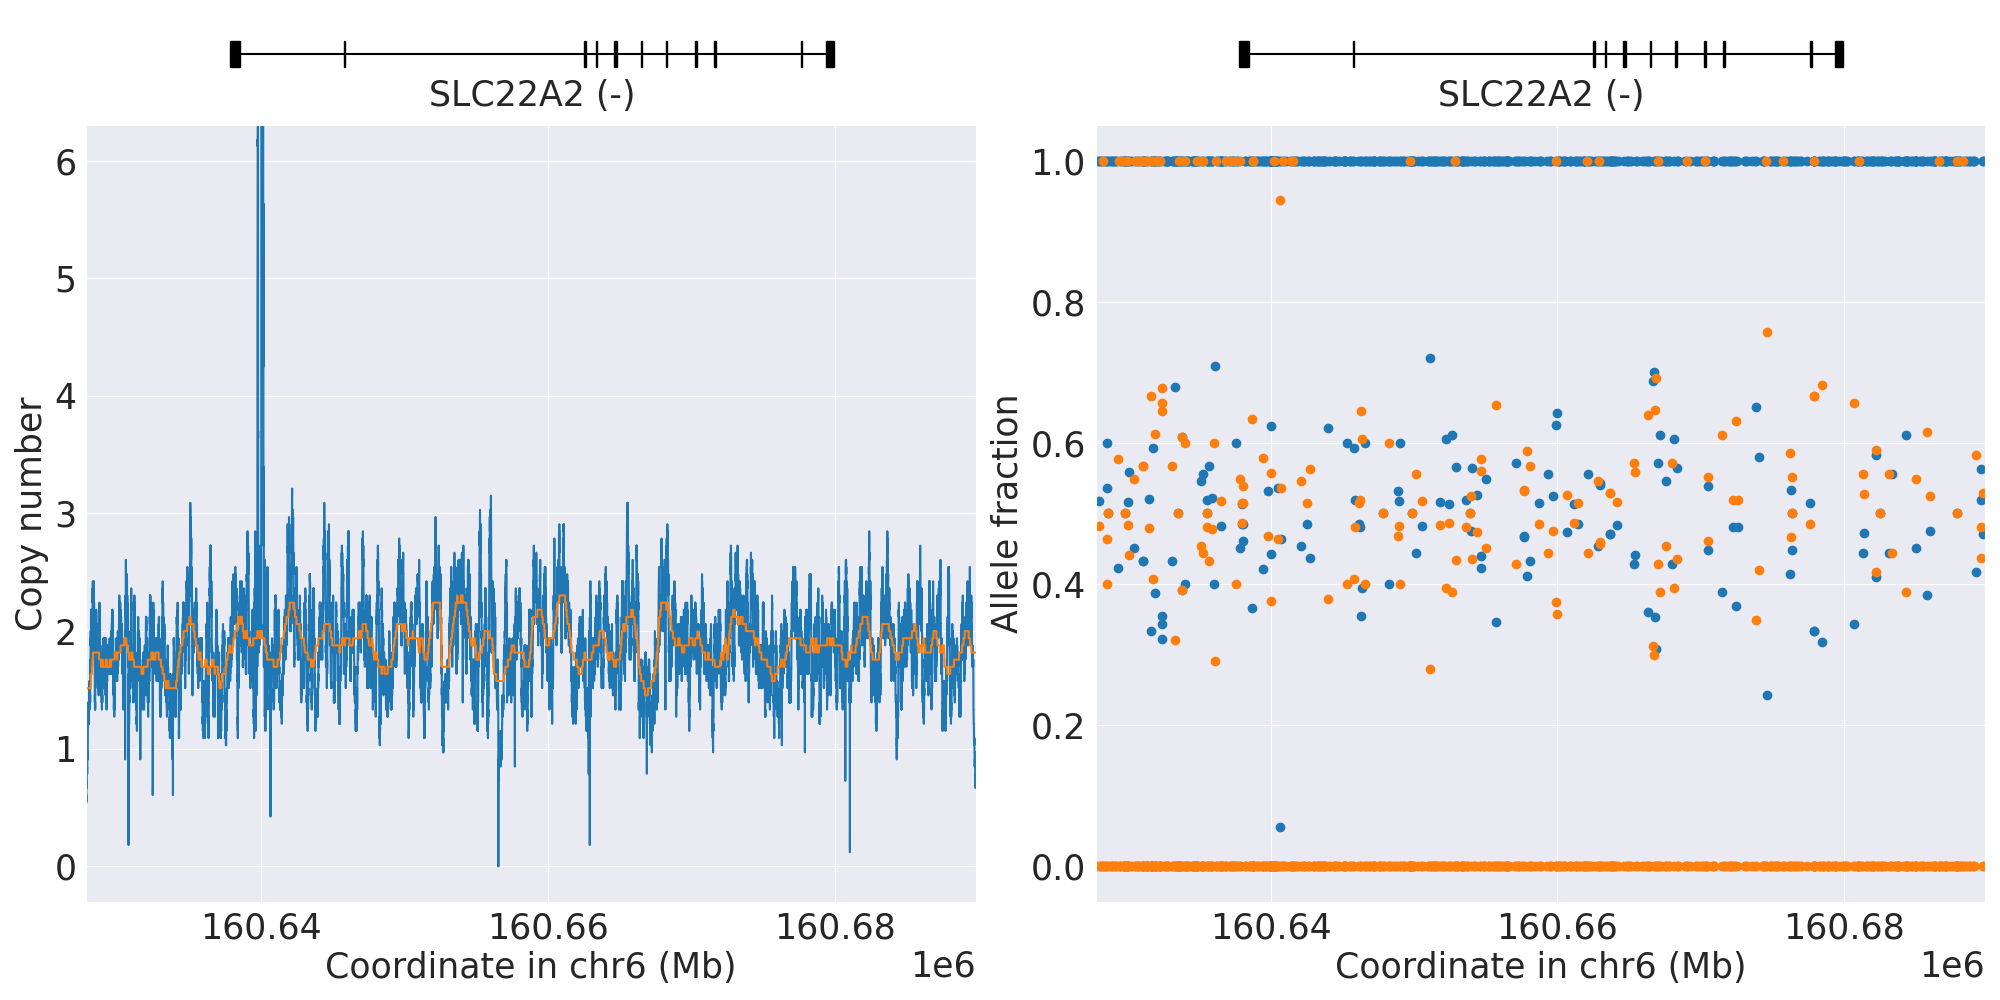 SLC22A2 (-)
6
5
4
3
2
1
0
Copy number
160.64 160.66 160.68
Coordinate in chr6 (Mb)
1e6
SLC22A2 (-)
1.0
0.8
0.6
0.4
0.2
0.0
Allele fraction
160.64 160.66 160.68
Coordinate in chr6 (Mb)
1e6